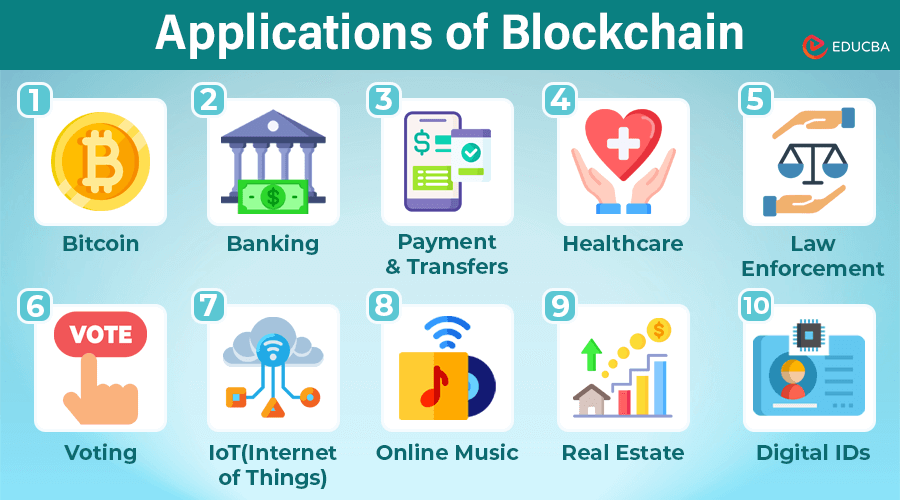 Applications of Blockchain
EDUCBA
1
Bitcoin
2
Banking
3
$
Payment
& Transfers
4
Healthcare
5
Law
Enforcement
6
VOTE
Voting
7
IoT(Internet
of Things)
8
Online Music
9
$
Real Estate
10
Digital IDs